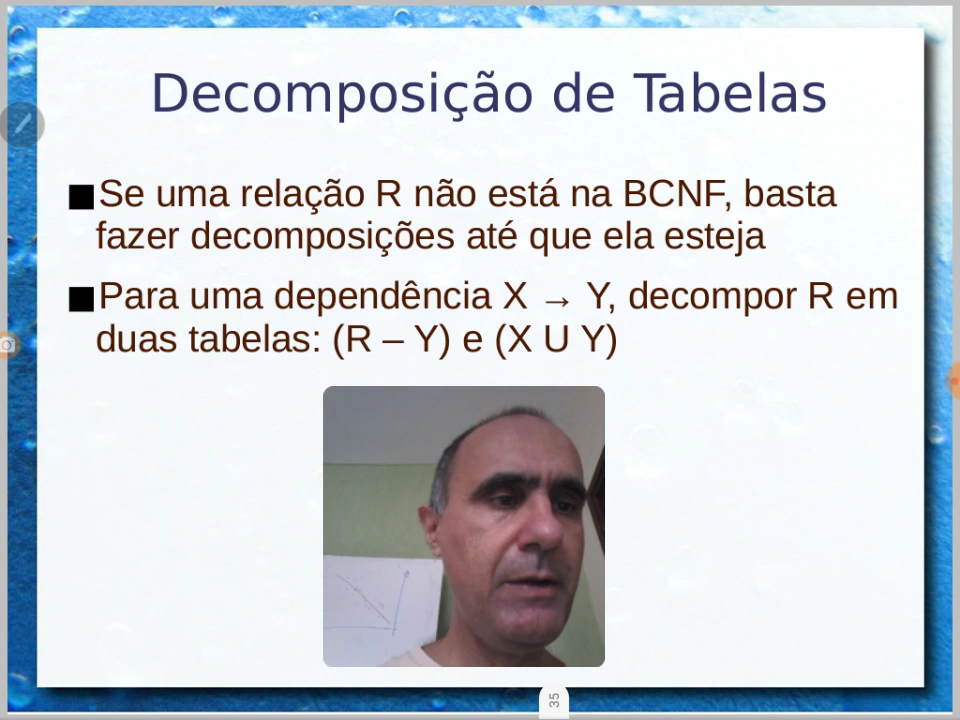 Decomposição de Tabelas
Se uma relação R não está na BCNF, basta
fazer decomposições até que ela esteja
Para uma dependência X → Y, decompor R em
duas tabelas: (R – Y) e (X U Y)
35